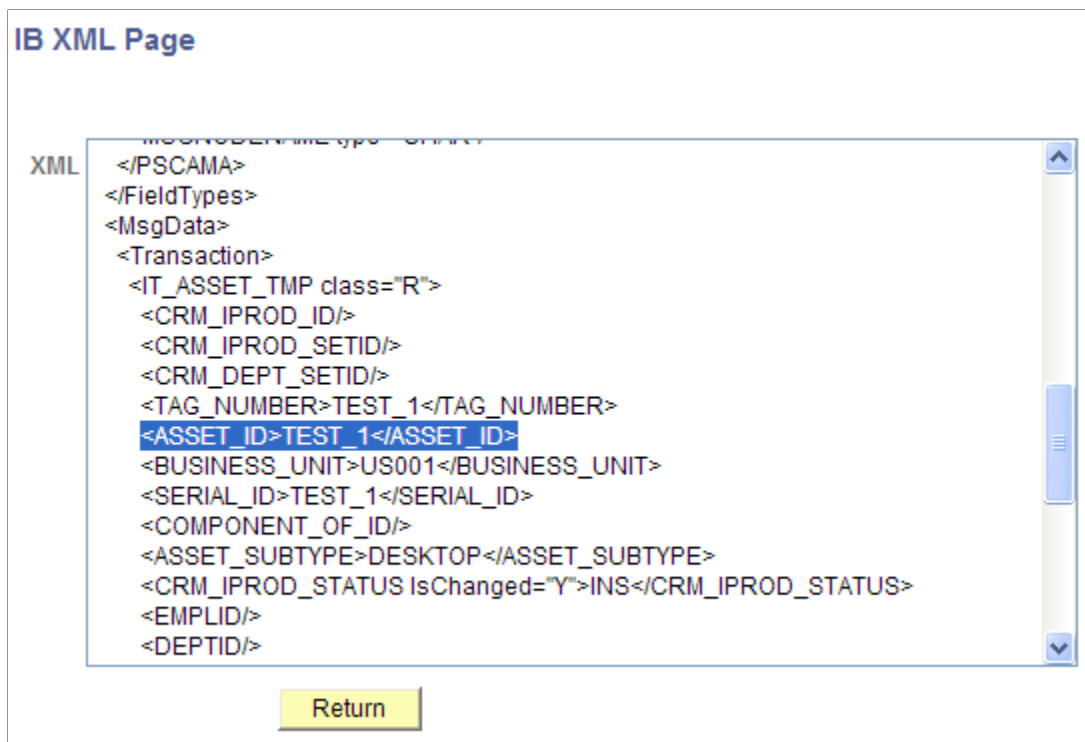 IB XML Page
XML
</PSCAMA>
</FieldTypes>
<MsgData>
<Transaction>
<IT_ASSET_TMP class="R">
<CRM_IPROD_ID/>
<CRM_IPROD_SETID/>
<CRM_DEPT_SETID/>
<TAG_NUMBER>TEST_1</TAG_NUMBER>
<ASSET_ID>TEST_1</ASSET_ID>
<BUSINESS_UNIT>US001</BUSINESS_UNIT>
<SERIAL_ID>TEST_1</SERIAL_ID>
<COMPONENT_OF_ID/>
<ASSET_SUBTYPE>DESKTOP</ASSET_SUBTYPE>
<CRM_IPROD_STATUS IsChanged="Y">INS</CRM_IPROD_STATUS>
<EMPLID/>
<DEPTID/>
Return